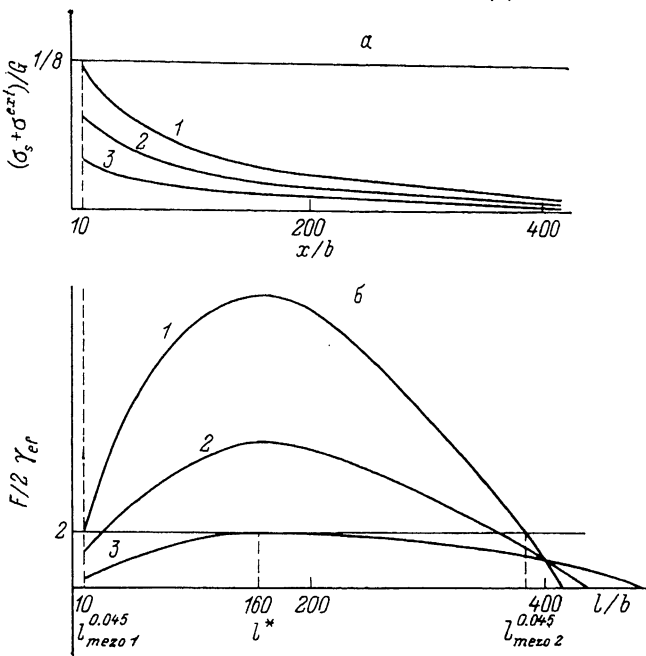 а
1/8
(σ_s + σ^ext)/G
1
2
3
10
200
400
x/b
б
1
2
3
F/2 γ_ef
2
10
160
200
400
l/b
l^0.045_mezo 1
l*
l^0.045_mezo 2